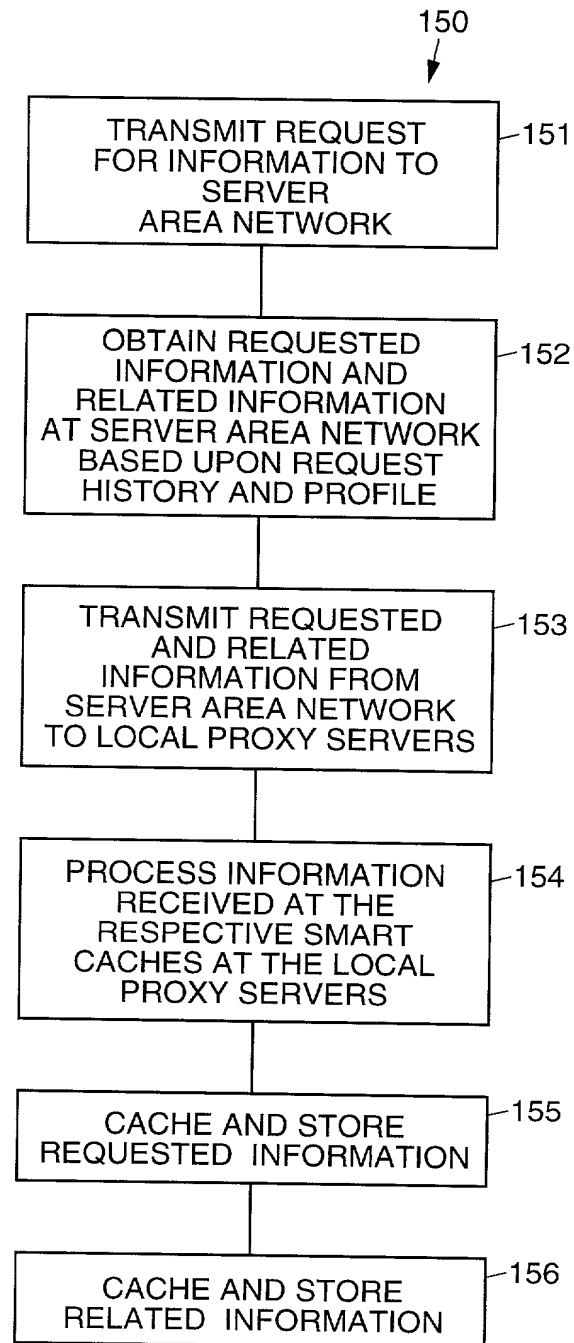 150
TRANSMIT REQUEST
FOR INFORMATION TO
SERVER
AREA NETWORK
151
OBTAIN REQUESTED
INFORMATION AND
RELATED INFORMATION
AT SERVER AREA NETWORK
BASED UPON REQUEST
HISTORY AND PROFILE
152
TRANSMIT REQUESTED
AND RELATED
INFORMATION FROM
SERVER AREA NETWORK
TO LOCAL PROXY SERVERS
153
PROCESS INFORMATION
RECEIVED AT THE
RESPECTIVE SMART
CACHES AT THE LOCAL
PROXY SERVERS
154
CACHE AND STORE
REQUESTED INFORMATION
155
CACHE AND STORE
RELATED INFORMATION
156